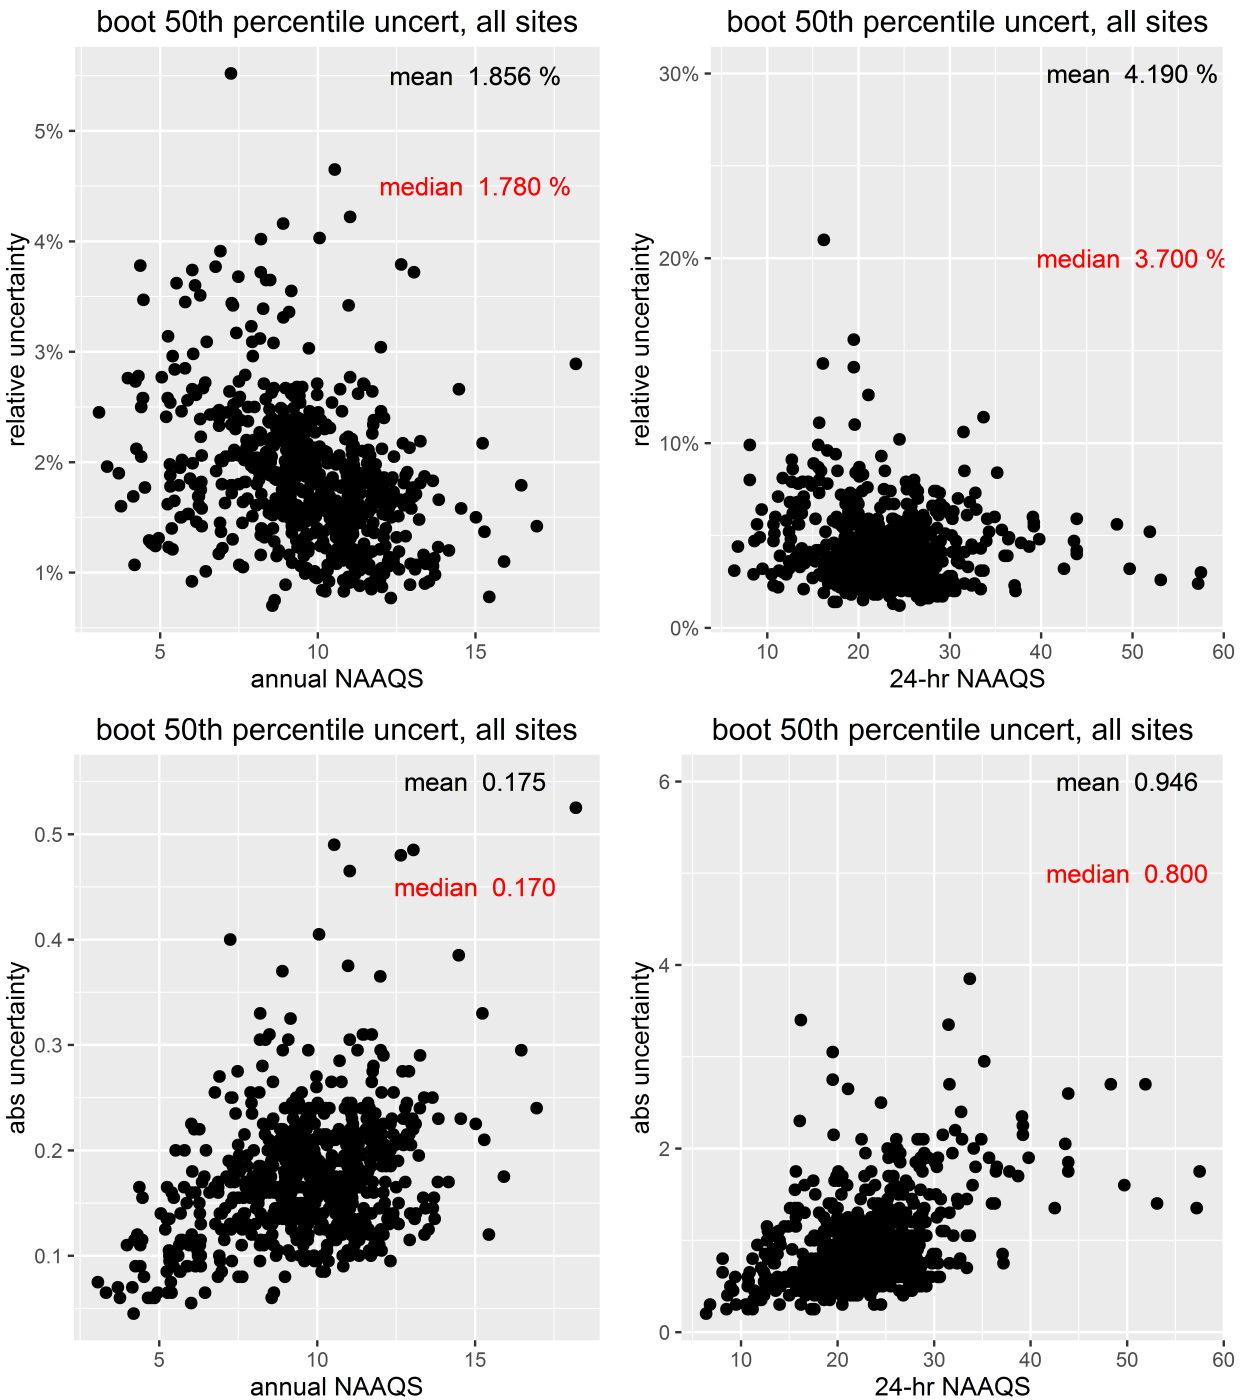 boot 50th percentile uncert, all sites
mean 1.856 %
median 1.780 %
5%
4%
3%
2%
1%
relative uncertainty
5 10 15
annual NAAQS
boot 50th percentile uncert, all sites
mean 4.190 %
median 3.700 %
30%
20%
10%
0%
relative uncertainty
10 20 30 40 50 60
24-hr NAAQS
boot 50th percentile uncert, all sites
mean 0.175
median 0.170
0.5
0.4
0.3
0.2
0.1
abs uncertainty
5 10 15
annual NAAQS
boot 50th percentile uncert, all sites
mean 0.946
median 0.800
6
4
2
0
abs uncertainty
10 20 30 40 50 60
24-hr NAAQS